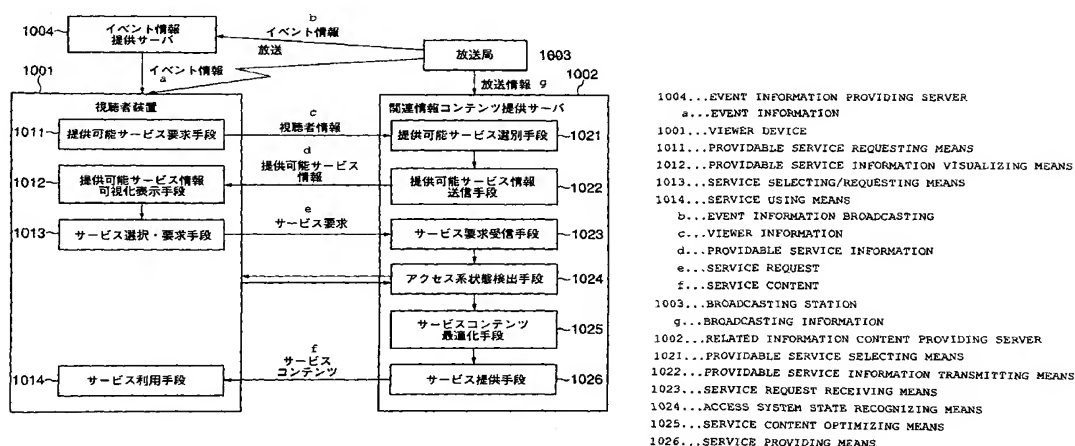 b
1004
イベント情報
提供サーバ
イベント情報
放送
放送局
1003
1001
イベント情報
a
放送情報 g
1002
視聴者装置
関連情報コンテンツ提供サーバ
1011
提供可能サービス要求手段
c
視聴者情報
提供可能サービス選別手段
1021
1012
提供可能サービス情報
可視化表示手段
d
提供可能サービス
情報
提供可能サービス情報
送信手段
1022
1013
サービス選択・要求手段
e
サービス要求
サービス要求受信手段
1023
アクセス系状態検出手段
1024
サービスコンテンツ
最適化手段
1025
1014
サービス利用手段
f
サービス
コンテンツ
サービス提供手段
1026
1004...EVENT INFORMATION PROVIDING SERVER
a...EVENT INFORMATION
1001...VIEWER DEVICE
1011...PROVIDABLE SERVICE REQUESTING MEANS
1012...PROVIDABLE SERVICE INFORMATION VISUALIZING MEANS
1013...SERVICE SELECTING/REQUESTING MEANS
1014...SERVICE USING MEANS
b...EVENT INFORMATION BROADCASTING
c...VIEWER INFORMATION
d...PROVIDABLE SERVICE INFORMATION
e...SERVICE REQUEST
f...SERVICE CONTENT
1003...BROADCASTING STATION
g...BROADCASTING INFORMATION
1002...RELATED INFORMATION CONTENT PROVIDING SERVER
1021...PROVIDABLE SERVICE SELECTING MEANS
1022...PROVIDABLE SERVICE INFORMATION TRANSMITTING MEANS
1023...SERVICE REQUEST RECEIVING MEANS
1024...ACCESS SYSTEM STATE RECOGNIZING MEANS
1025...SERVICE CONTENT OPTIMIZING MEANS
1026...SERVICE PROVIDING MEANS